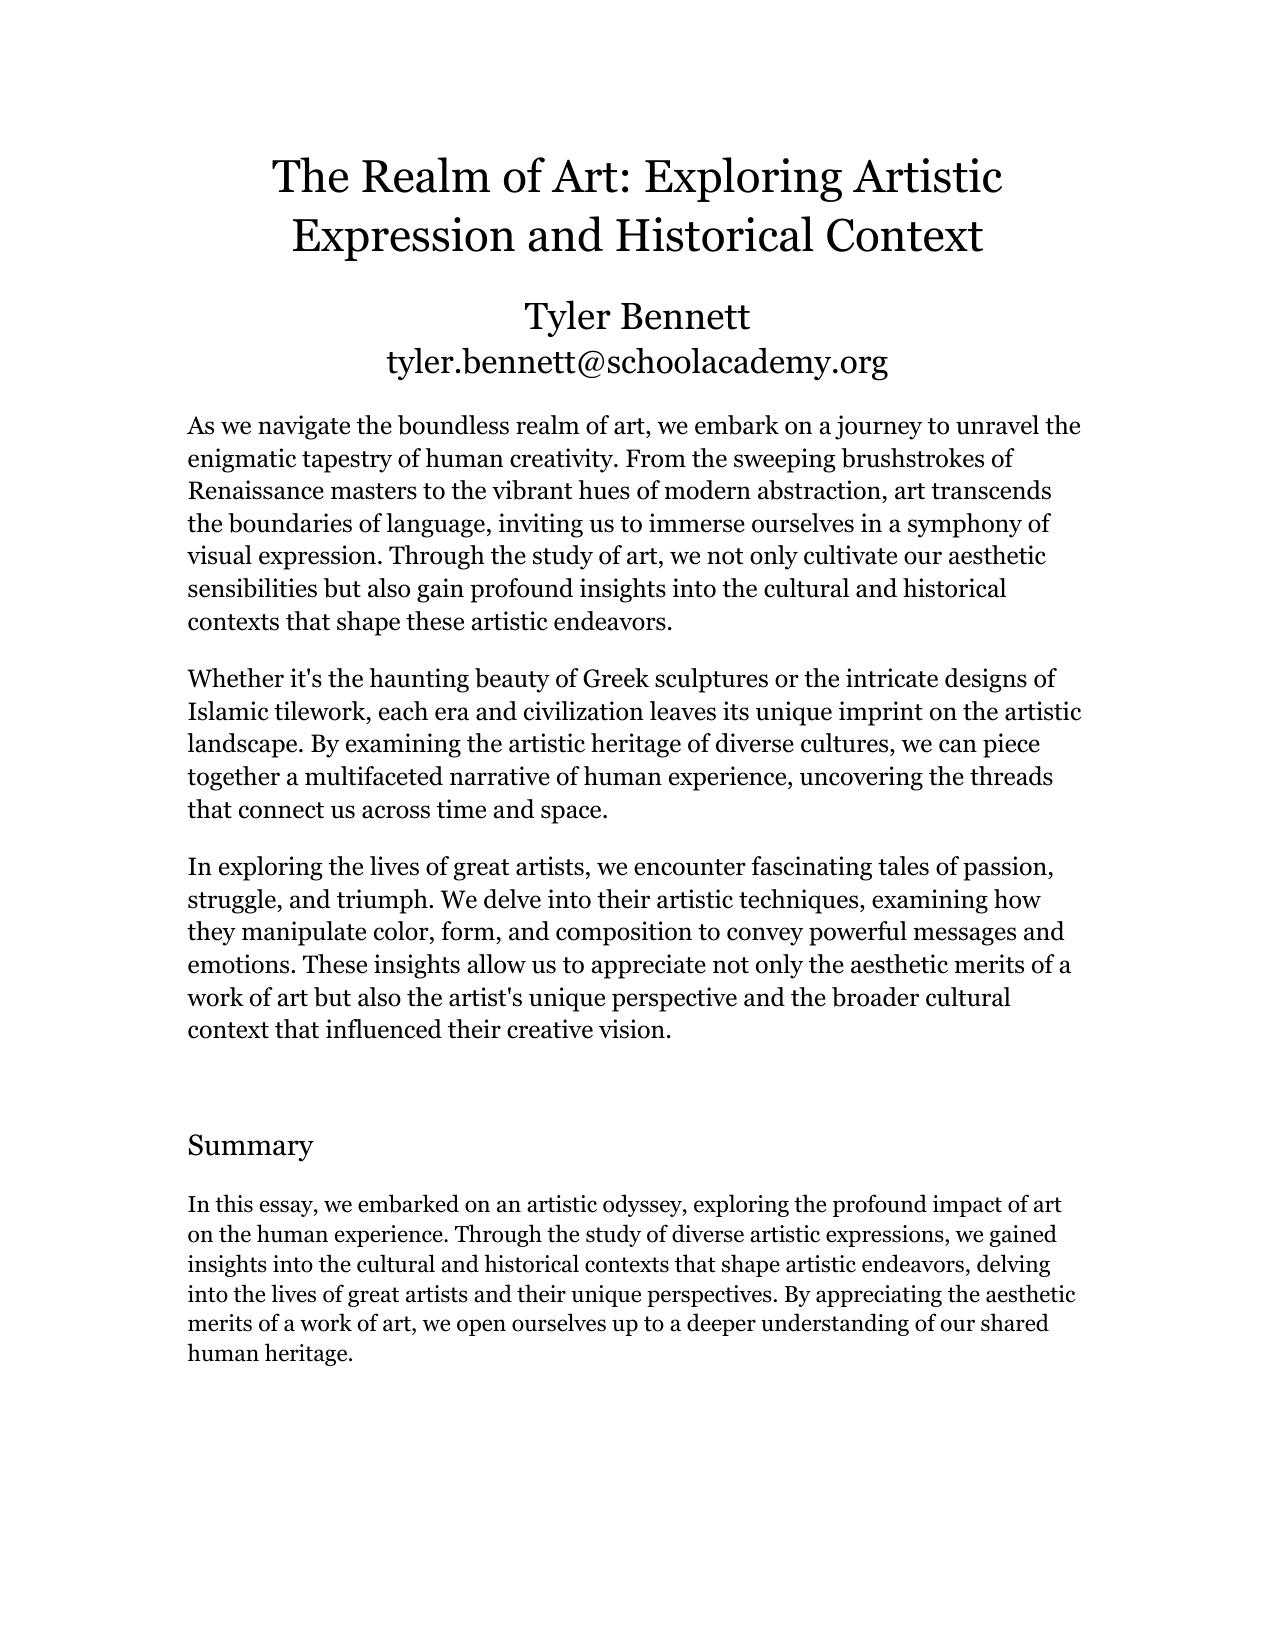 The Realm of Art: Exploring Artistic
Expression and Historical Context
Tyler Bennett
tyler.bennett@schoolacademy.org
As we navigate the boundless realm of art, we embark on a journey to unravel the
enigmatic tapestry of human creativity. From the sweeping brushstrokes of
Renaissance masters to the vibrant hues of modern abstraction, art transcends
the boundaries of language, inviting us to immerse ourselves in a symphony of
visual expression. Through the study of art, we not only cultivate our aesthetic
sensibilities but also gain profound insights into the cultural and historical
contexts that shape these artistic endeavors.
Whether it's the haunting beauty of Greek sculptures or the intricate designs of
Islamic tilework, each era and civilization leaves its unique imprint on the artistic
landscape. By examining the artistic heritage of diverse cultures, we can piece
together a multifaceted narrative of human experience, uncovering the threads
that connect us across time and space.
In exploring the lives of great artists, we encounter fascinating tales of passion,
struggle, and triumph. We delve into their artistic techniques, examining how
they manipulate color, form, and composition to convey powerful messages and
emotions. These insights allow us to appreciate not only the aesthetic merits of a
work of art but also the artist's unique perspective and the broader cultural
context that influenced their creative vision.
Summary
In this essay, we embarked on an artistic odyssey, exploring the profound impact of art
on the human experience. Through the study of diverse artistic expressions, we gained
insights into the cultural and historical contexts that shape artistic endeavors, delving
into the lives of great artists and their unique perspectives. By appreciating the aesthetic
merits of a work of art, we open ourselves up to a deeper understanding of our shared
human heritage.